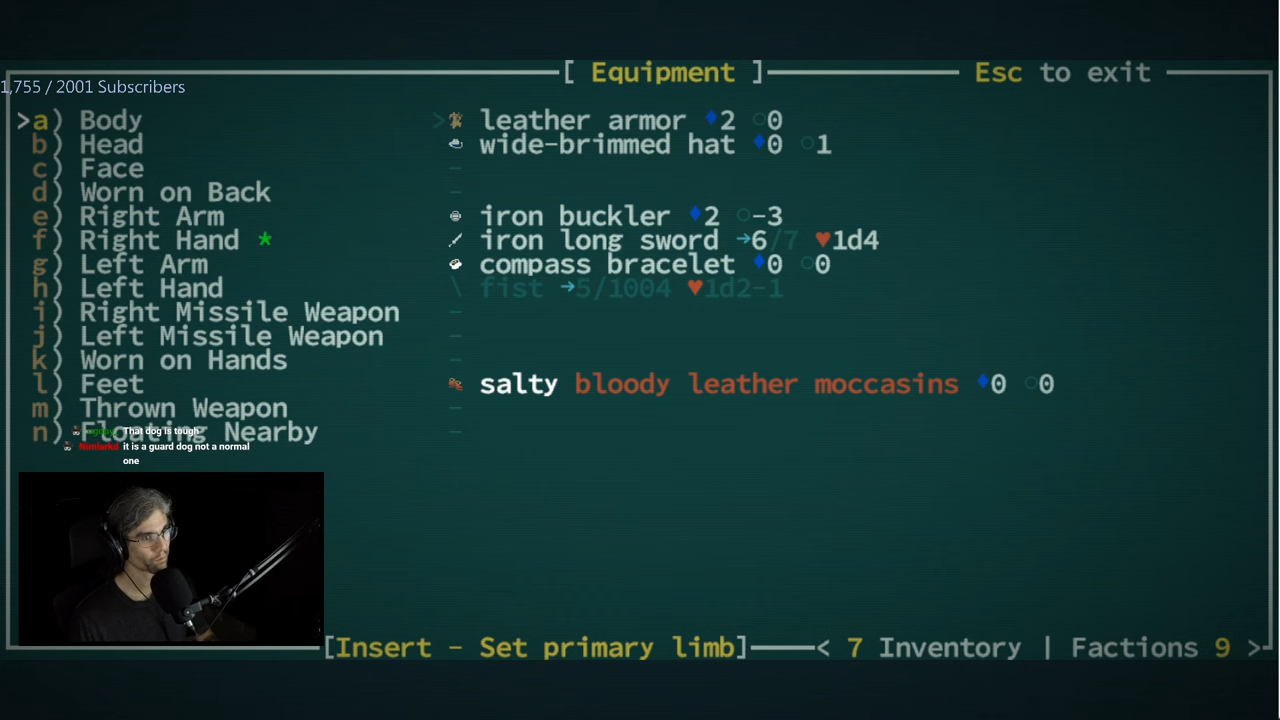 [ Equipment ] Esc to exit
1,755 / 2001 Subscribers
>a) Body >leather armor ♦2 ○0
b) Head wide-brimmed hat ♦0 ○1
c) Face –
d) Worn on Back –
e) Right Arm iron buckler ♦2 ○-3
f) Right Hand * iron long sword →6/7 ♥1d4
g) Left Arm compass bracelet ♦0 ○0
h) Left Hand \ fist →5/1004 ♥1d2-1
i) Right Missile Weapon –
j) Left Missile Weapon –
k) Worn on Hands –
l) Feet salty bloody leather moccasins ♦0 ○0
m) Thrown Weapon –
n) Floating Nearby –
That dog is tough
it is a guard dog not a normal
one
[Insert - Set primary limb] < 7 Inventory | Factions 9 >